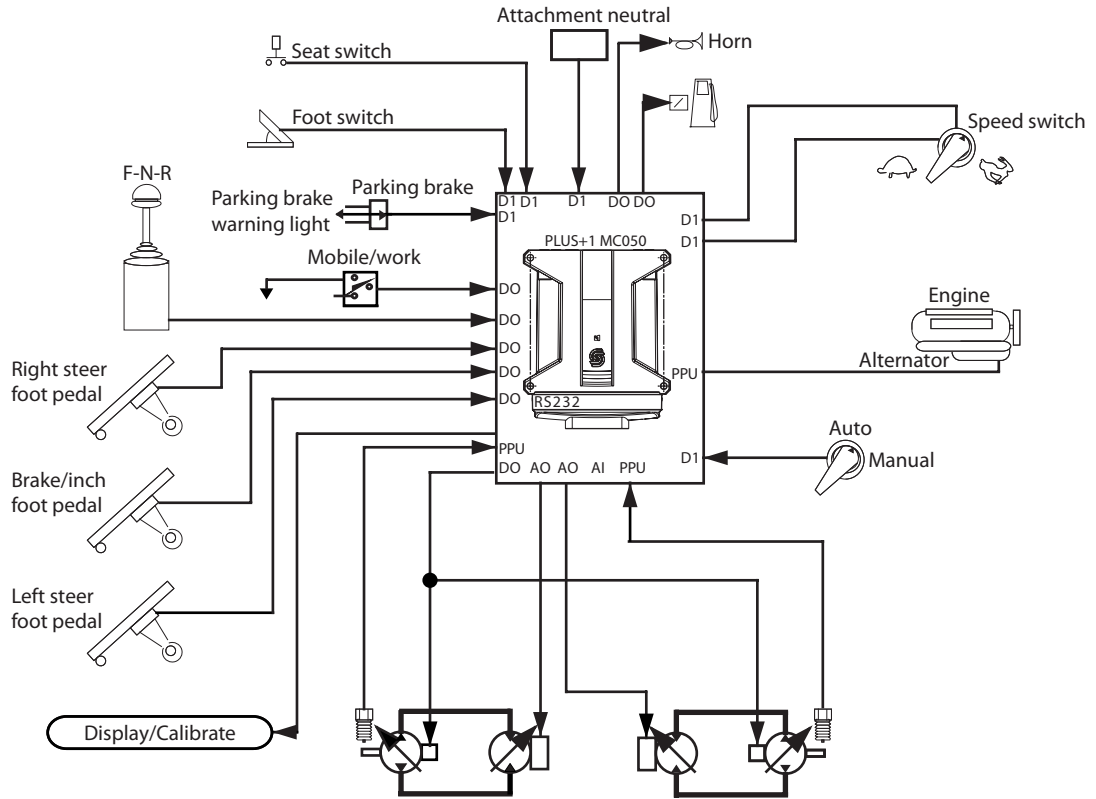 Attachment neutral
Horn
Seat switch
Foot switch
Speed switch
F-N-R
Parking brake
Parking brake
warning light
D1 D1 D1 DO DO
D1
D1
D1
PLUS+1 MC050
Mobile/work
DO
DO
DO
DO
DO
Engine
Alternator
PPU
Right steer
foot pedal
RS232
Auto
Manual
PPU
D1
DO AO AO AI PPU
Brake/inch
foot pedal
Left steer
foot pedal
Display/Calibrate